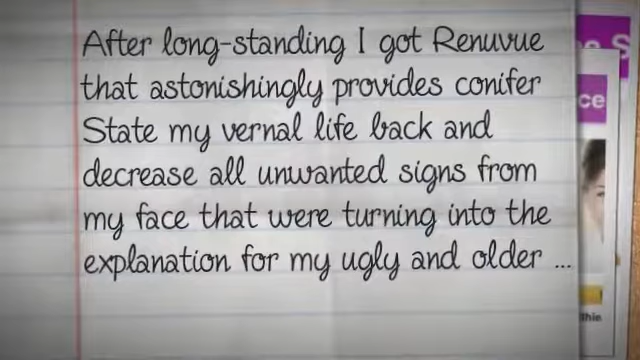 After long-standing I got Renuvue
that astonishingly provides conifer
State my vernal life back and
decrease all unwanted signs from
my face that were turning into the
explanation for my ugly and older ...
ce